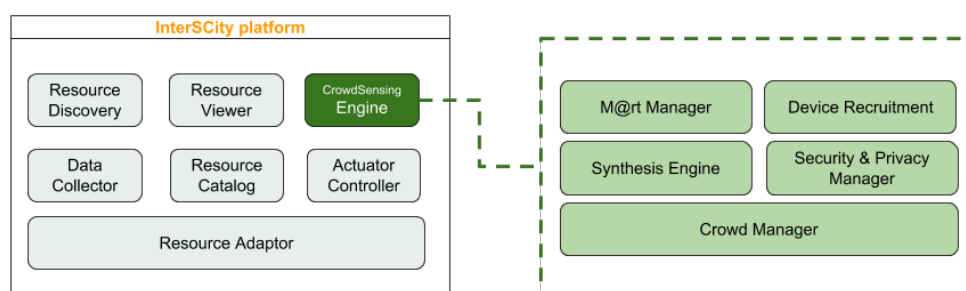 InterSCity platform
Resource
Discovery
Resource
Viewer
CrowdSensing
Engine
Data
Collector
Resource
Catalog
Actuator
Controller
Resource Adaptor
M@rt Manager
Device Recruitment
Synthesis Engine
Security & Privacy
Manager
Crowd Manager